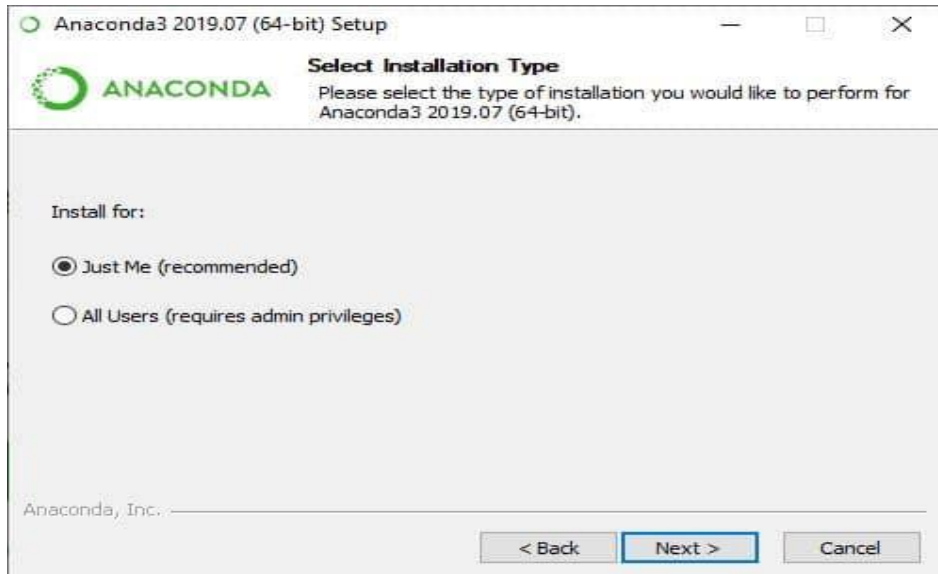 Anaconda3 2019.07 (64-bit) Setup
ANACONDA
Select Installation Type
Please select the type of installation you would like to perform for
Anaconda3 2019.07 (64-bit).
Install for:
Just Me (recommended)
All Users (requires admin privileges)
Anaconda, Inc.
< Back
Next >
Cancel